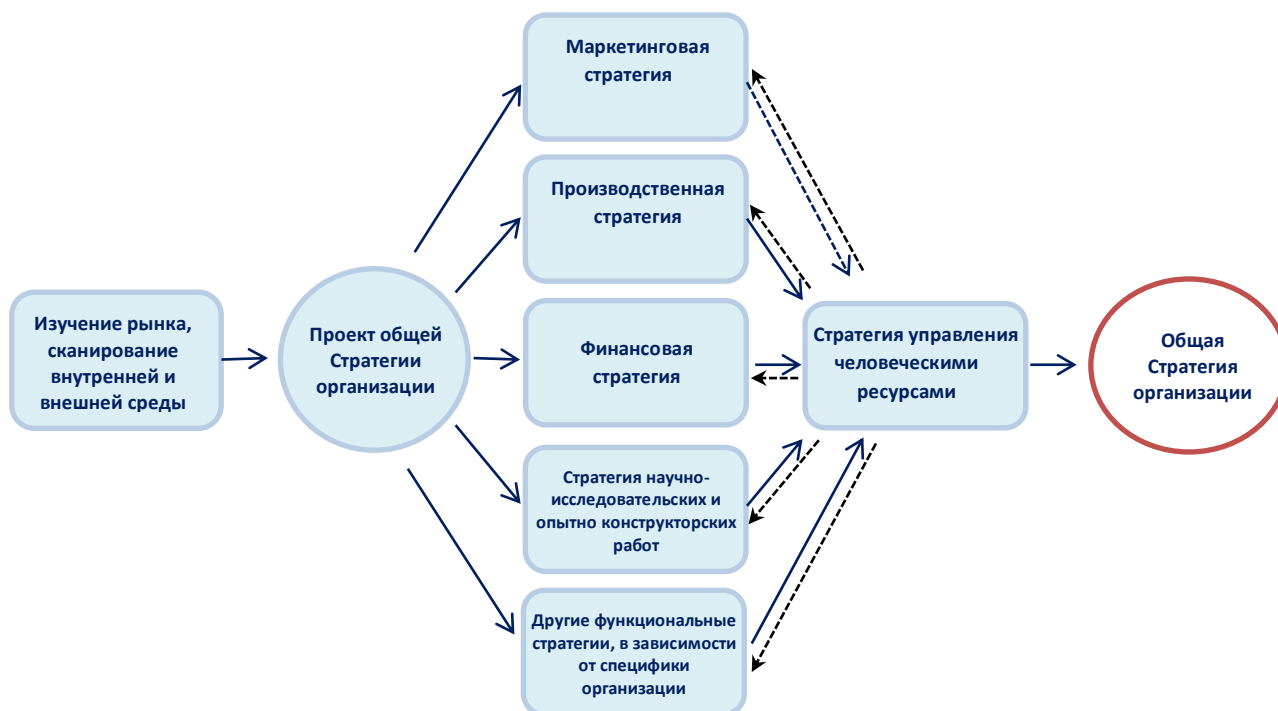 Маркетинговая
стратегия
Производственная
стратегия
Изучение рынка,
сканирование
внутренней и
внешней среды
Проект общей
Стратегии
организации
Финансовая
стратегия
Стратегия управления
человеческими
ресурсами
Общая
Стратегия
организации
Стратегия научно-
исследовательских и
опытно конструкторских
работ
Другие функциональные
стратегии, в зависимости
от специфики
организации